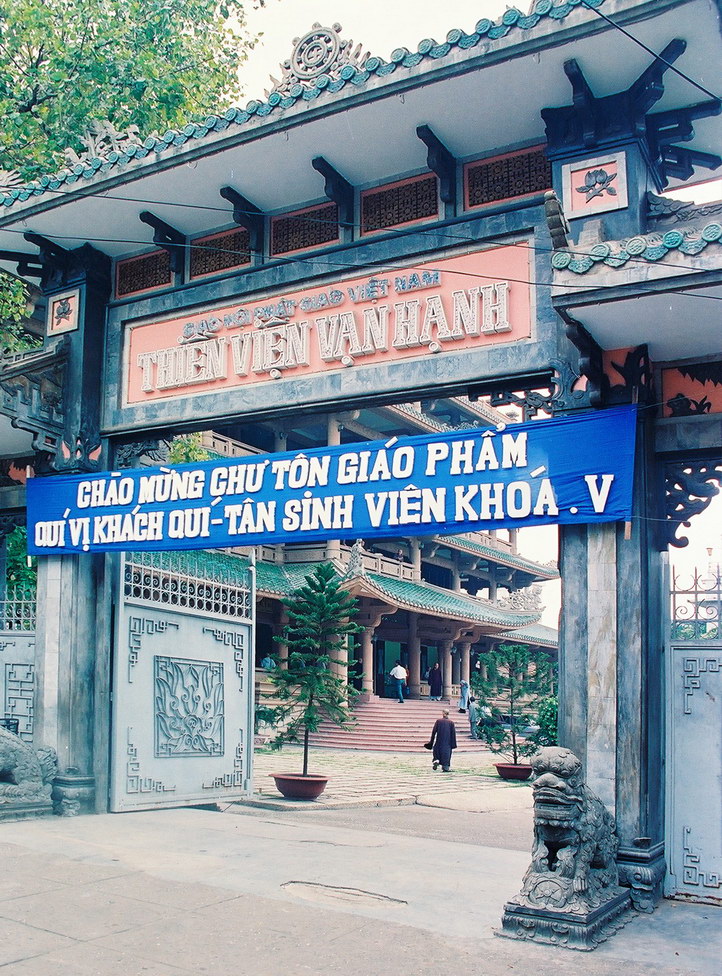 GIÁO HỘI PHẬT GIÁO VIỆT NAM
THIỀN VIỆN VẠN HẠNH
CHÀO MỪNG CHƯ TÔN GIÁO PHẨM
QUÍ VỊ KHÁCH QUÍ-TÂN SINH VIÊN KHOÁ.V